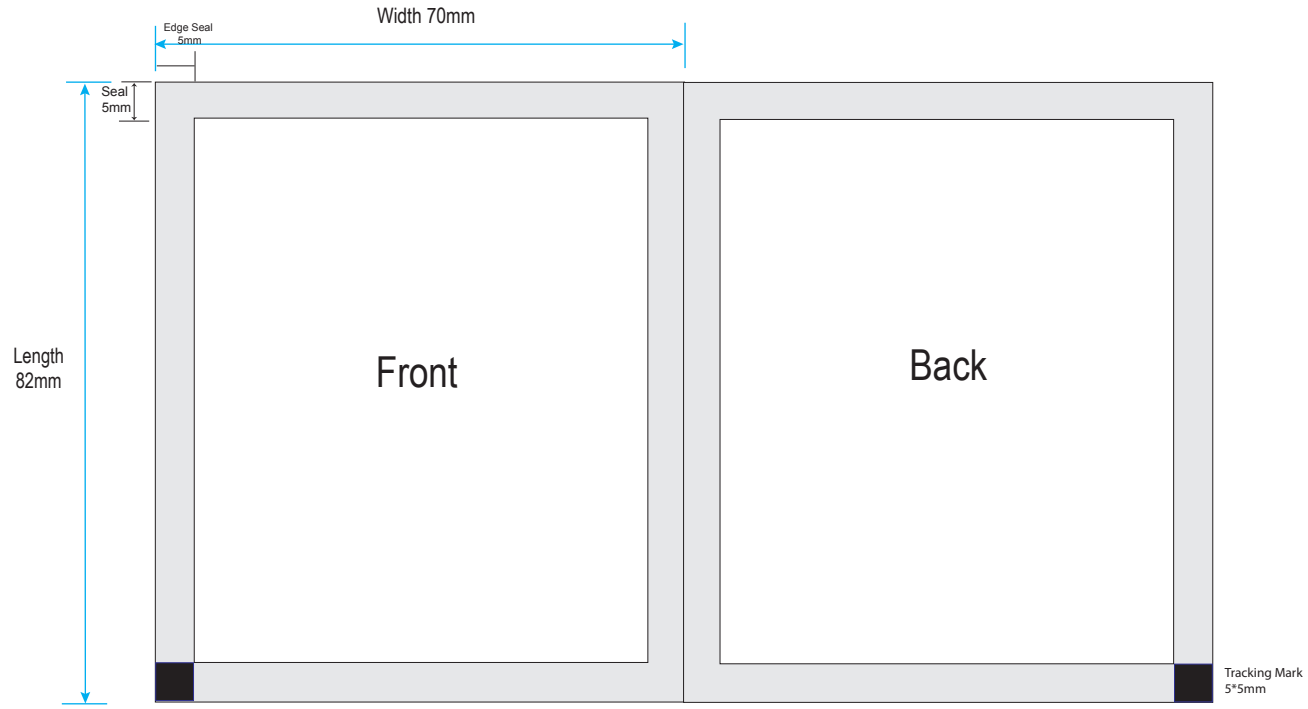 Width 70mm
Edge Seal
5mm
Seal
5mm
Length
82mm
Front
Back
Tracking Mark
5*5mm